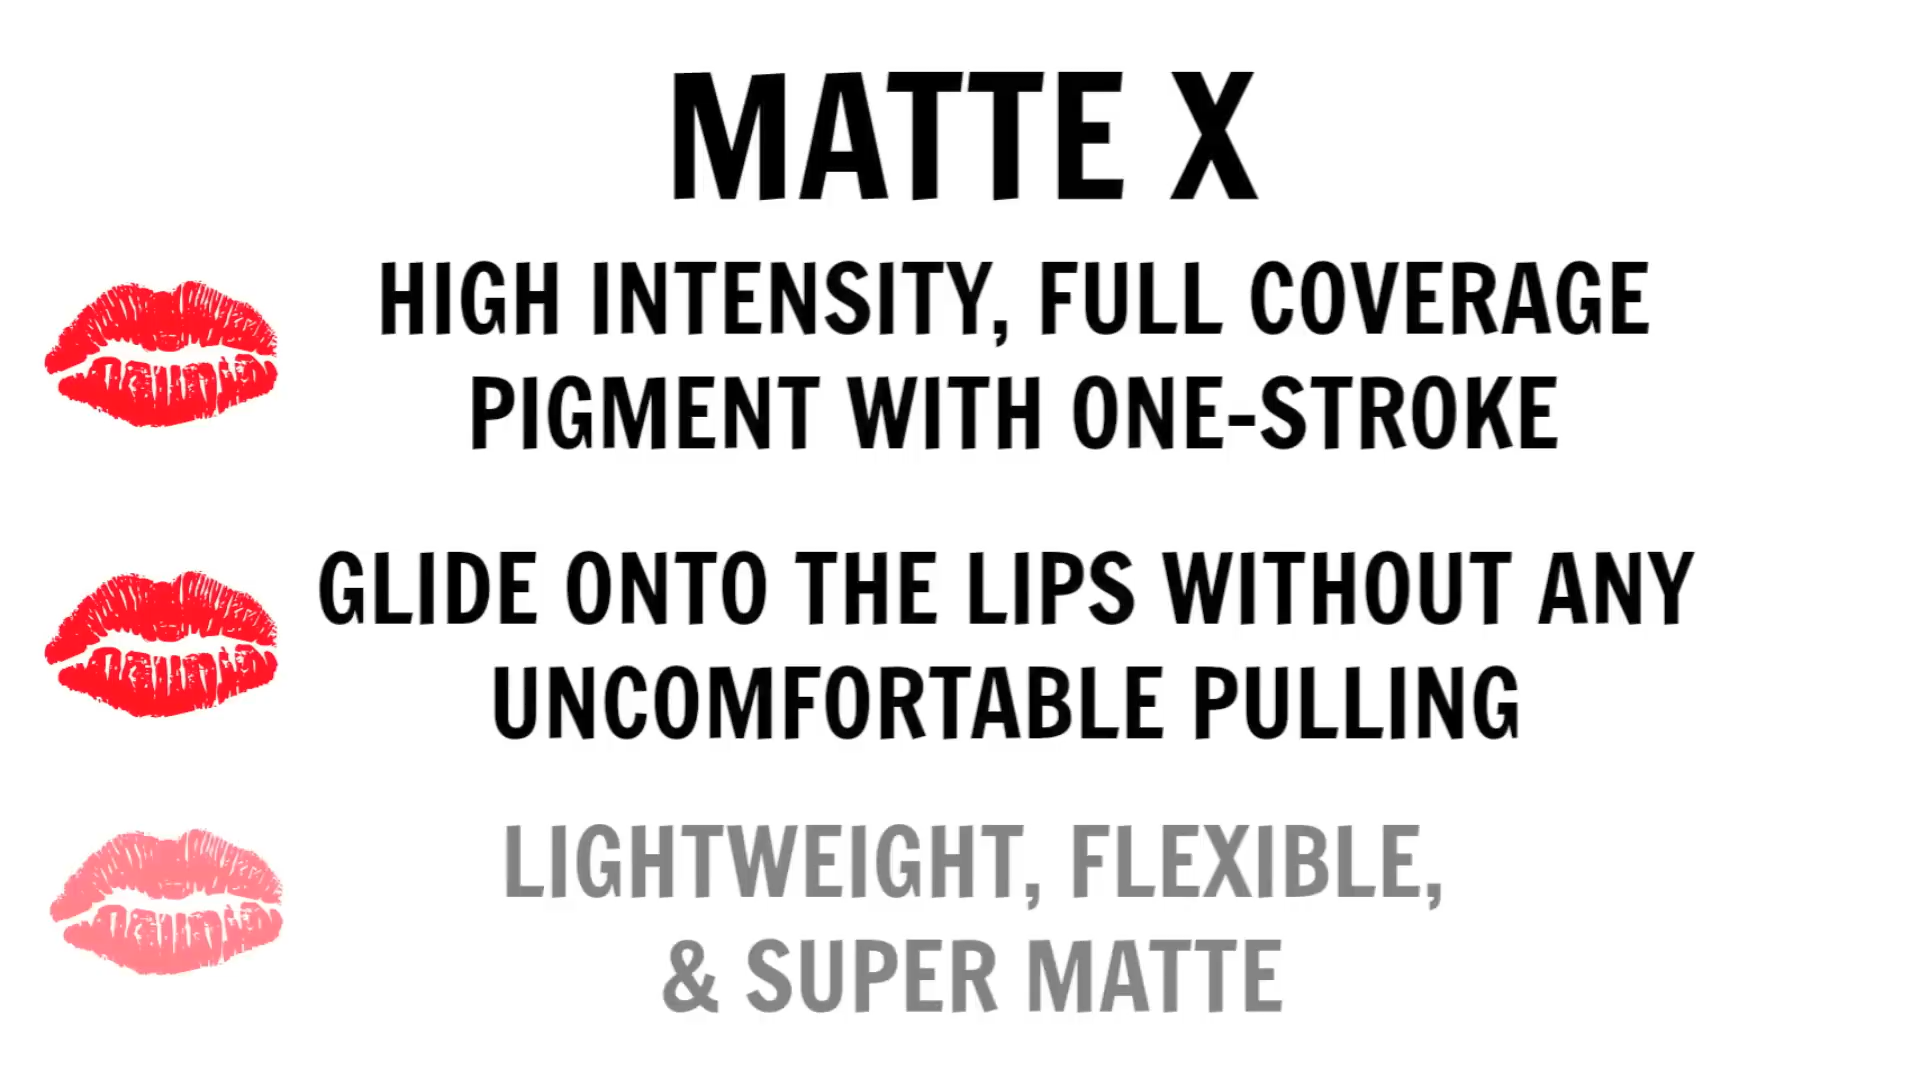 MATTE X
HIGH INTENSITY, FULL COVERAGE
PIGMENT WITH ONE-STROKE
GLIDE ONTO THE LIPS WITHOUT ANY
UNCOMFORTABLE PULLING
LIGHTWEIGHT, FLEXIBLE,
& SUPER MATTE